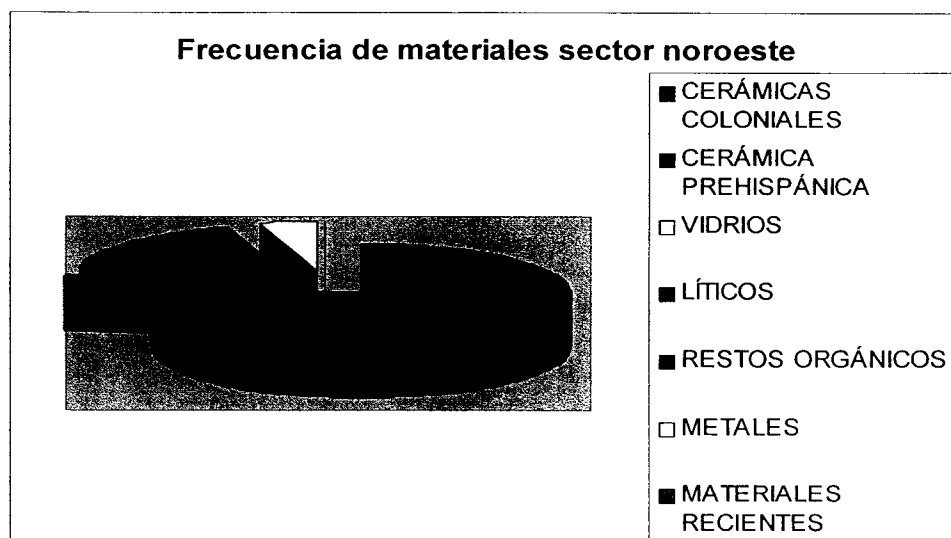 Frecuencia de materiales sector noroeste
CERÁMICAS
COLONIALES
CERÁMICA
PREHISPÁNICA
VIDRIOS
LÍTICOS
RESTOS ORGÁNICOS
METALES
MATERIALES
RECIENTES